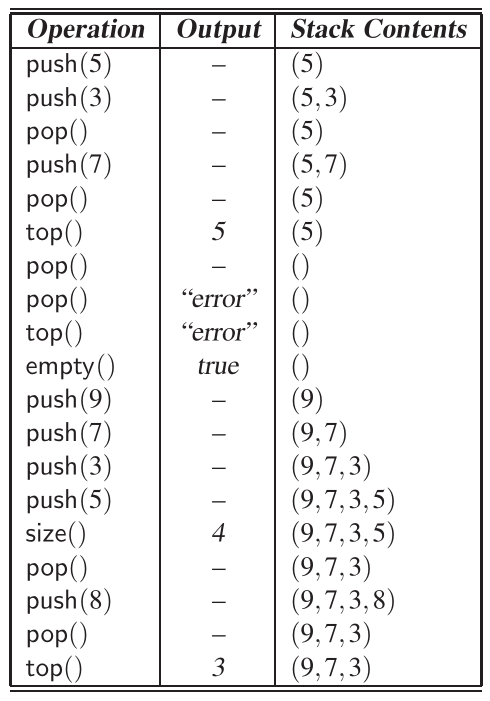 Operation Output Stack Contents
push(5) – (5)
push(3) – (5,3)
pop() – (5)
push(7) – (5,7)
pop() – (5)
top() 5 (5)
pop() – ()
pop() “error” ()
top() “error” ()
empty() true ()
push(9) – (9)
push(7) – (9,7)
push(3) – (9,7,3)
push(5) – (9,7,3,5)
size() 4 (9,7,3,5)
pop() – (9,7,3)
push(8) – (9,7,3,8)
pop() – (9,7,3)
top() 3 (9,7,3)